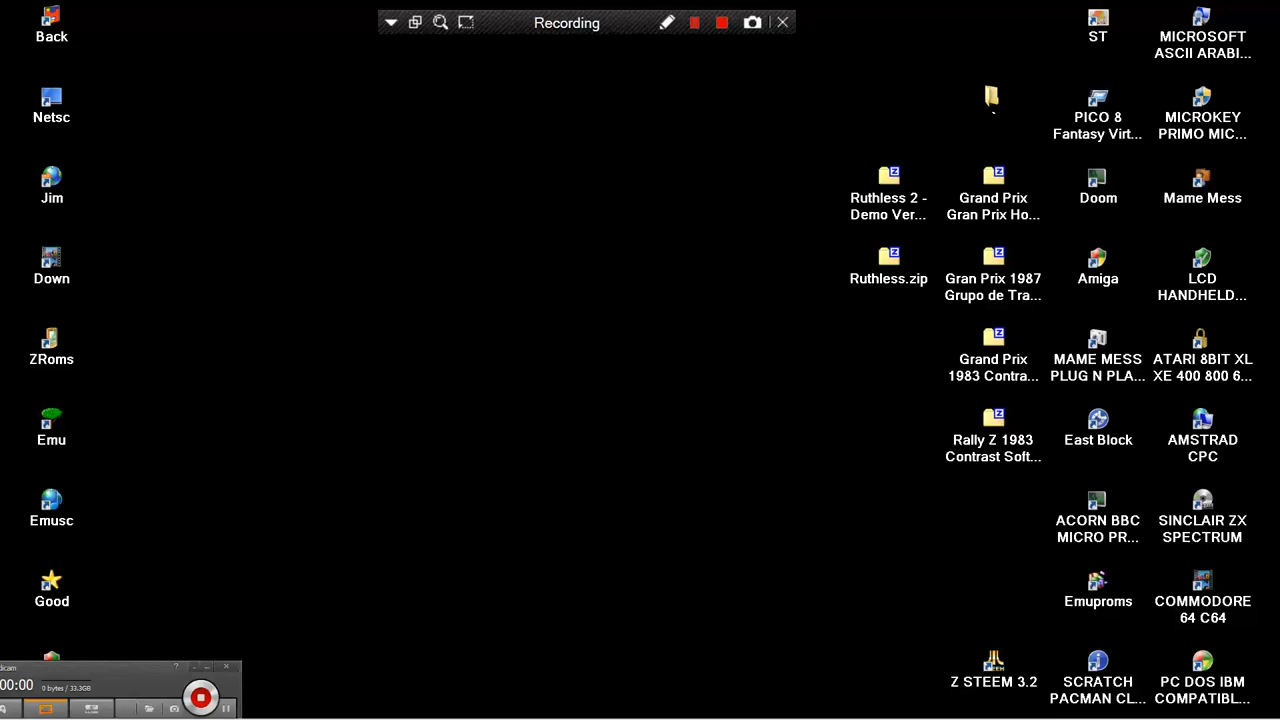 Recording
Back
Netsc
Jim
Down
ZRoms
Emu
Emusc
Good
Ruthless 2 -
Demo Ver...
Ruthless.zip
`
Grand Prix
Gran Prix Ho...
Gran Prix 1987
Grupo de Tra...
Grand Prix
1983 Contra...
Rally Z 1983
Contrast Soft...
Z STEEM 3.2
ST
PICO 8
Fantasy Virt...
Doom
Amiga
MAME MESS
PLUG N PLA...
East Block
ACORN BBC
MICRO PR...
Emuproms
SCRATCH
PACMAN CL...
MICROSOFT
ASCII ARABI...
MICROKEY
PRIMO MIC...
Mame Mess
LCD
HANDHELD...
ATARI 8BIT XL
XE 400 800 6...
AMSTRAD
CPC
SINCLAIR ZX
SPECTRUM
COMMODORE
64 C64
PC DOS IBM
COMPATIBL...
dicam
00:00
0 bytes / 33.3GB